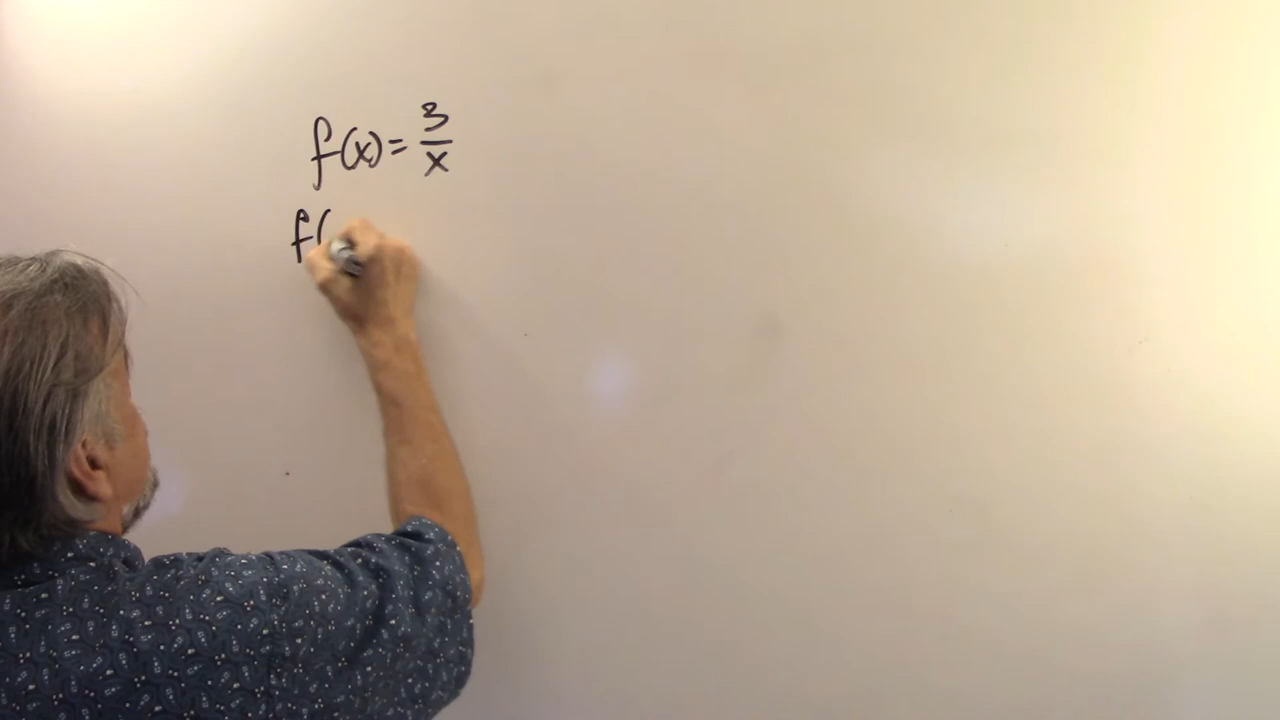 f(x) = 3/x
f(